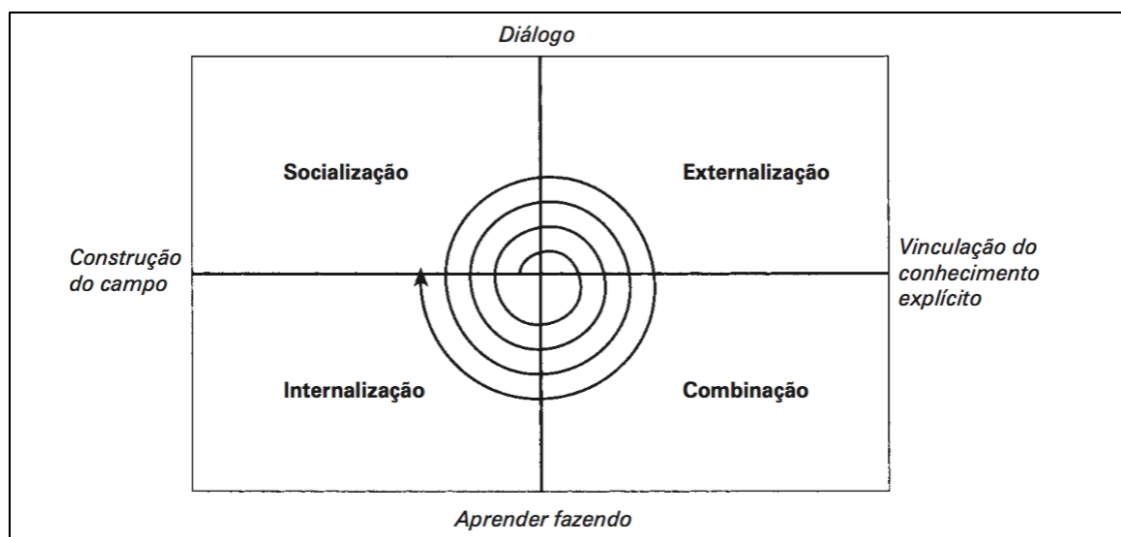 Diálogo
Socialização
Externalização
Construção
do campo
Vinculação do
conhecimento
explícito
Internalização
Combinação
Aprender fazendo